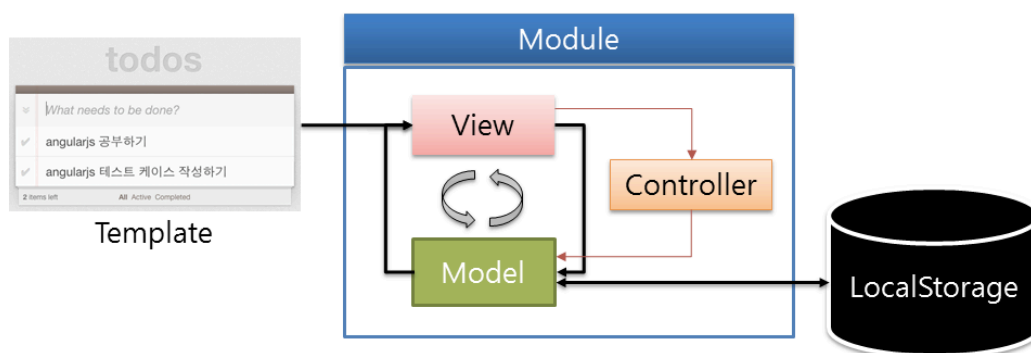 todos
What needs to be done?
angularjs 공부하기
angularjs 테스트 케이스 작성하기
2 items left All Active Completed
Template
Module
View
Controller
Model
LocalStorage